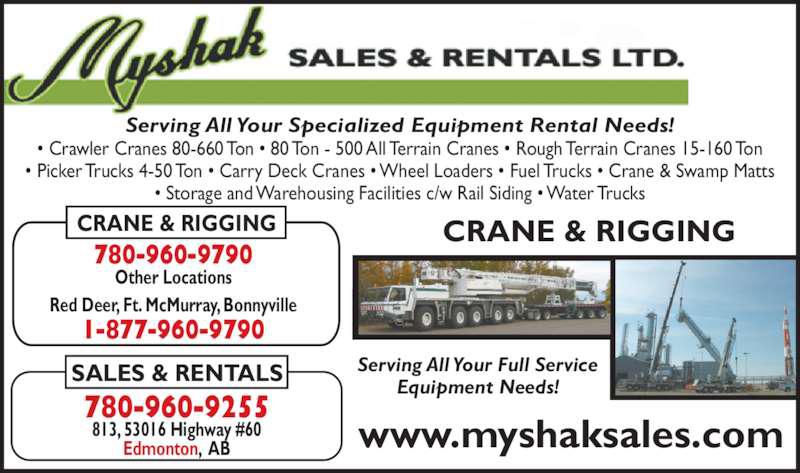 Myshak SALES & RENTALS LTD.
Serving All Your Specialized Equipment Rental Needs!
• Crawler Cranes 80-660 Ton • 80 Ton - 500 All Terrain Cranes • Rough Terrain Cranes 15-160 Ton
• Picker Trucks 4-50 Ton • Carry Deck Cranes • Wheel Loaders • Fuel Trucks • Crane & Swamp Matts
• Storage and Warehousing Facilities c/w Rail Siding • Water Trucks
CRANE & RIGGING
780-960-9790
Other Locations
Red Deer, Ft. McMurray, Bonnyville
1-877-960-9790
SALES & RENTALS
780-960-9255
813, 53016 Highway #60
Edmonton, AB
CRANE & RIGGING
Serving All Your Full Service
Equipment Needs!
www.myshaksales.com